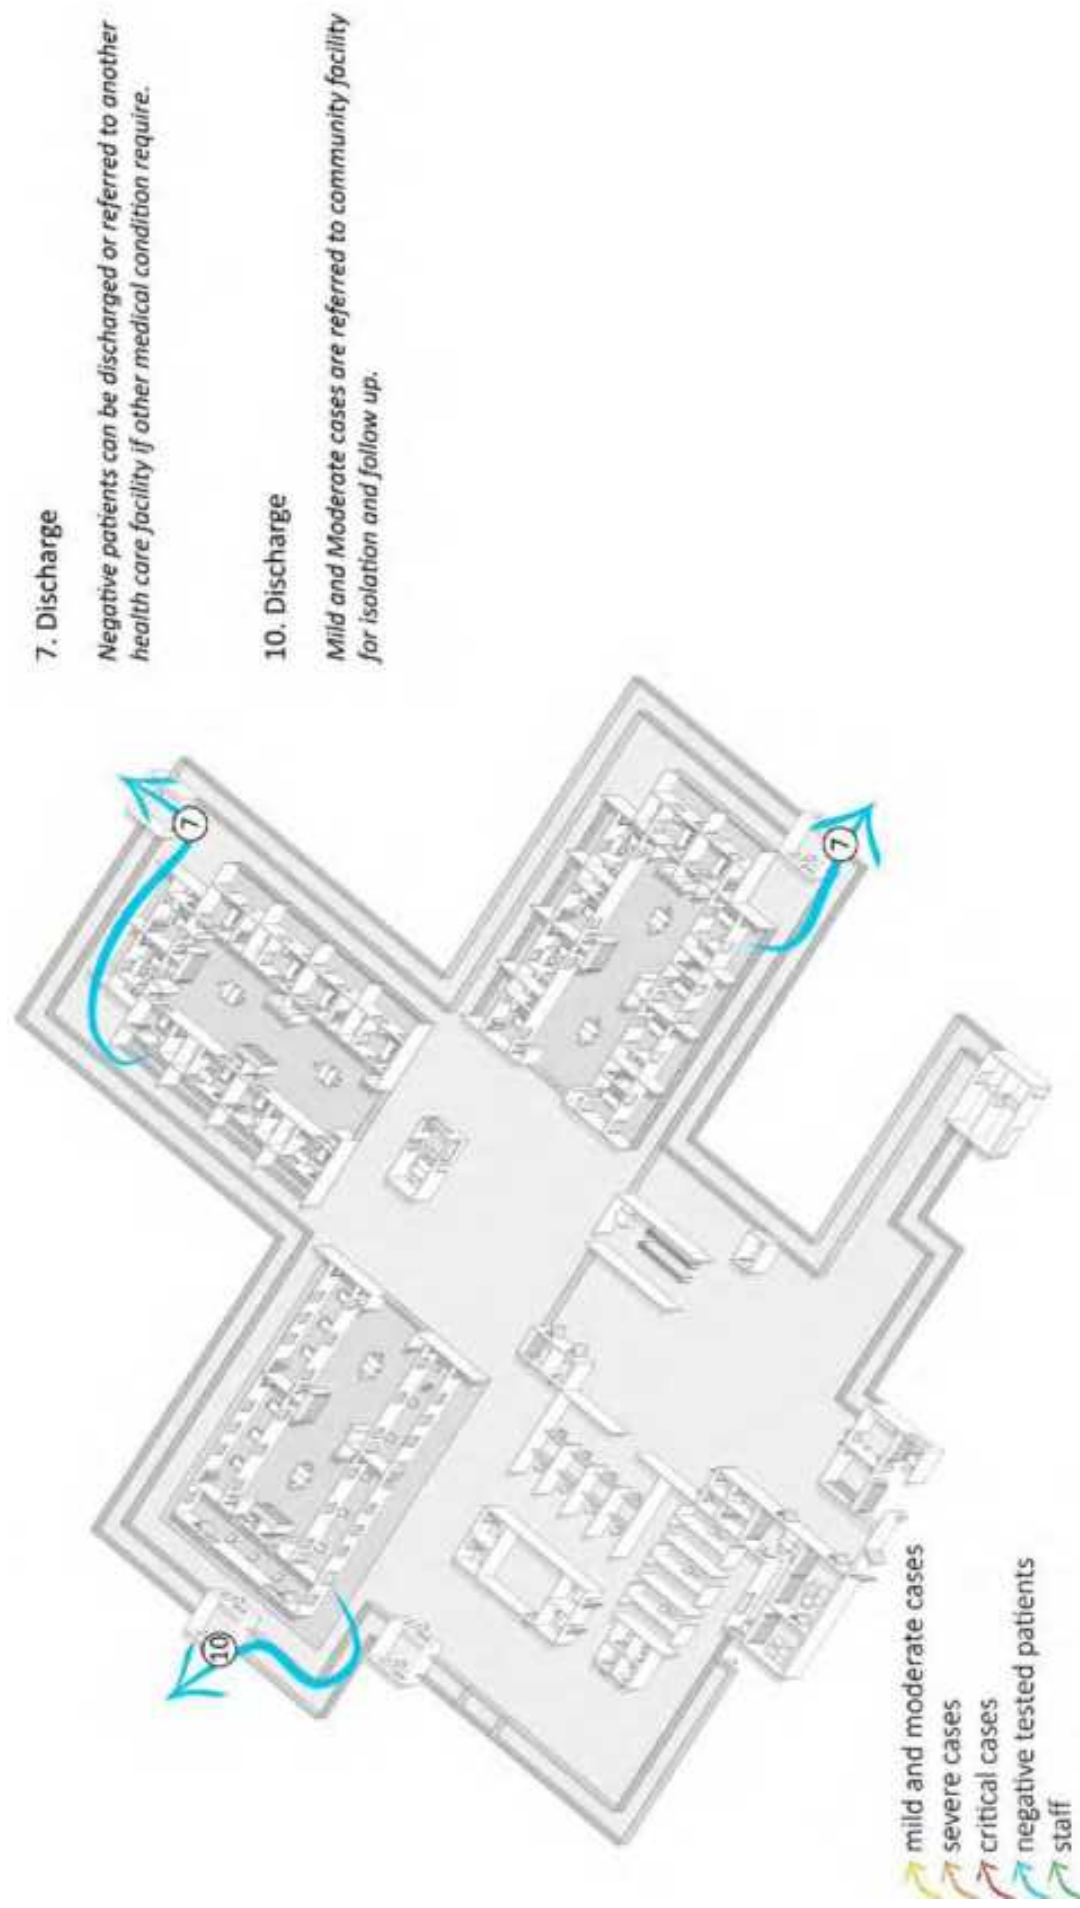 7. Discharge
Negative patients can be discharged or referred to another
health care facility if other medical condition require.
10. Discharge
Mild and Moderate cases are referred to community facility
for isolation and follow up.
7
7
10
mild and moderate cases
severe cases
critical cases
negative tested patients
staff